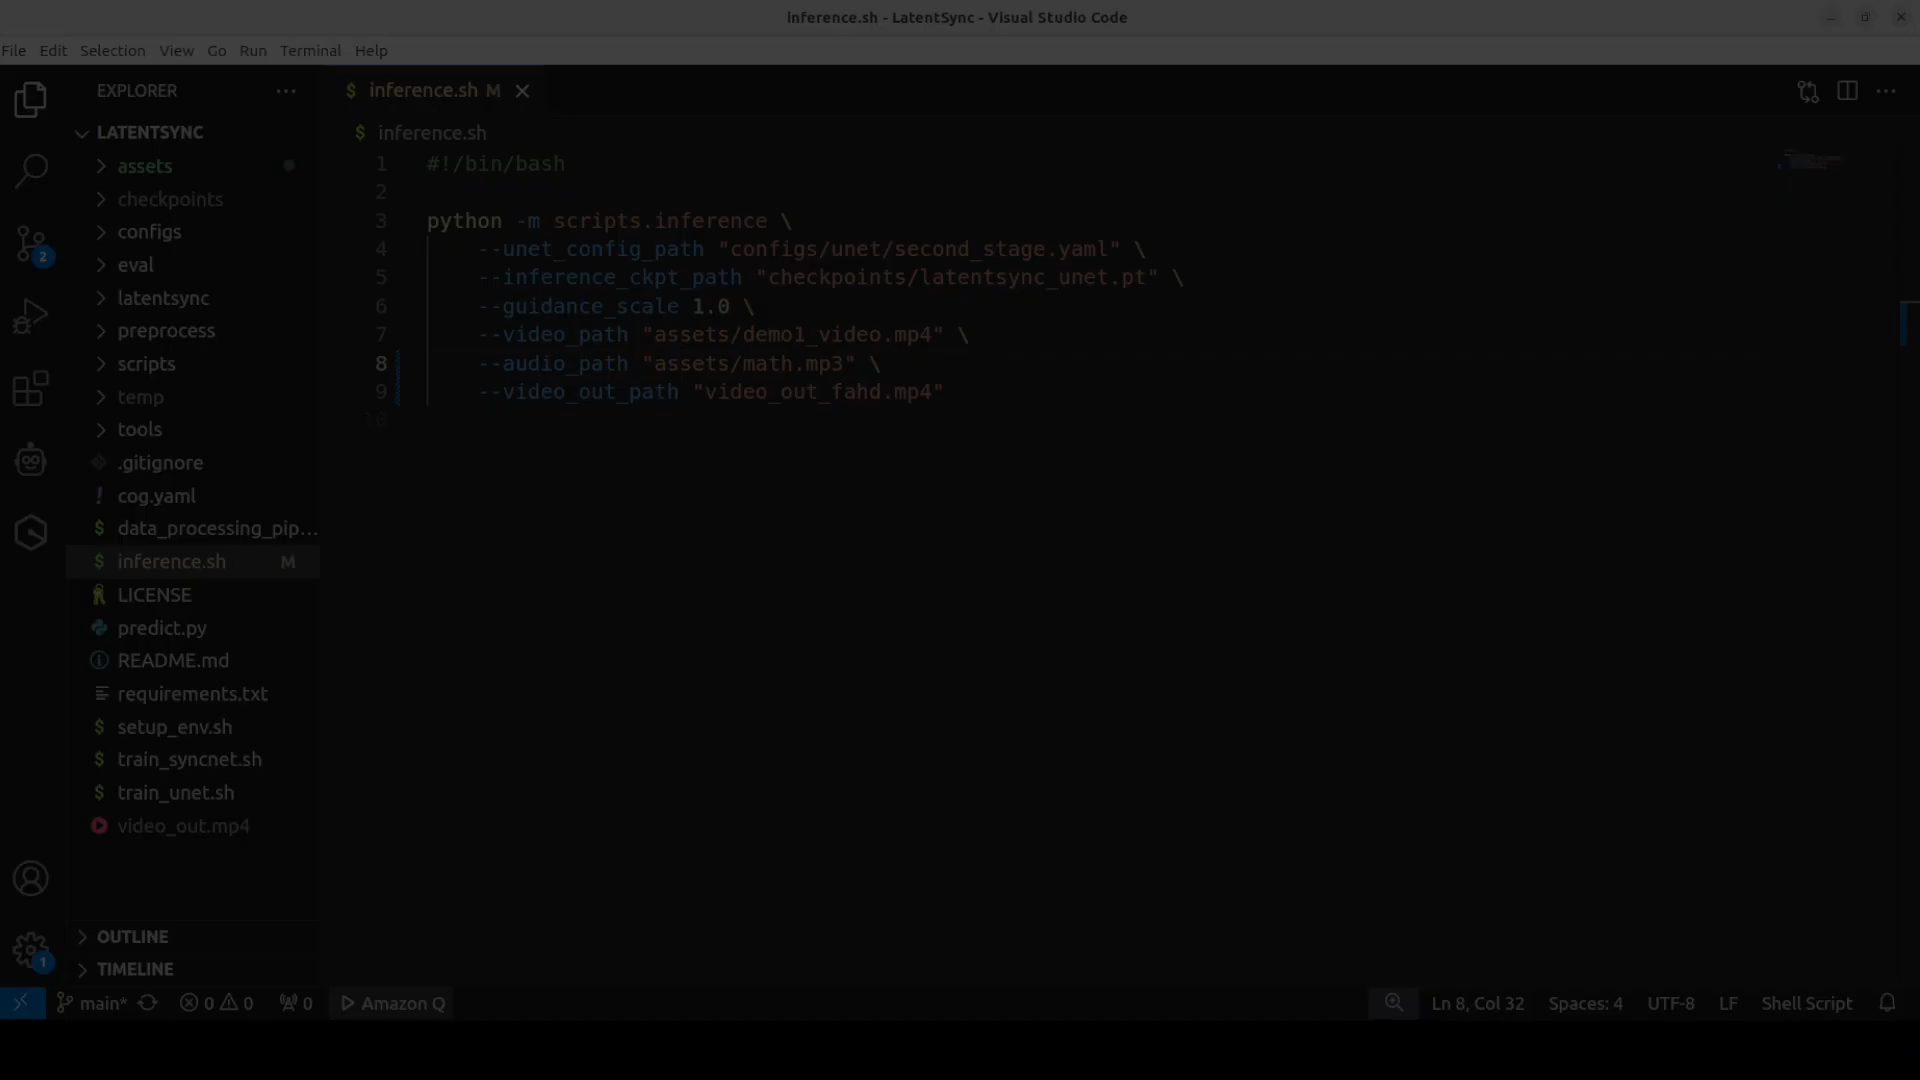 inference.sh - LatentSync - Visual Studio Code
File Edit Selection View Go Run Terminal Help
EXPLORER
LATENTSYNC
assets
checkpoints
configs
eval
latentsync
preprocess
scripts
temp
tools
.gitignore
! cog.yaml
$ data_processing_pip...
$ inference.sh M
LICENSE
predict.py
README.md
requirements.txt
$ setup_env.sh
$ train_syncnet.sh
$ train_unet.sh
video_out.mp4
OUTLINE
TIMELINE
2
1
$ inference.sh M
$ inference.sh
1 #!/bin/bash
2
3 python -m scripts.inference \
4 --unet_config_path "configs/unet/second_stage.yaml" \
5 --inference_ckpt_path "checkpoints/latentsync_unet.pt" \
6 --guidance_scale 1.0 \
7 --video_path "assets/demo1_video.mp4" \
8 --audio_path "assets/math.mp3" \
9 --video_out_path "video_out_fahd.mp4"
10
main* 0 0 0 Amazon Q Ln 8, Col 32 Spaces: 4 UTF-8 LF Shell Script